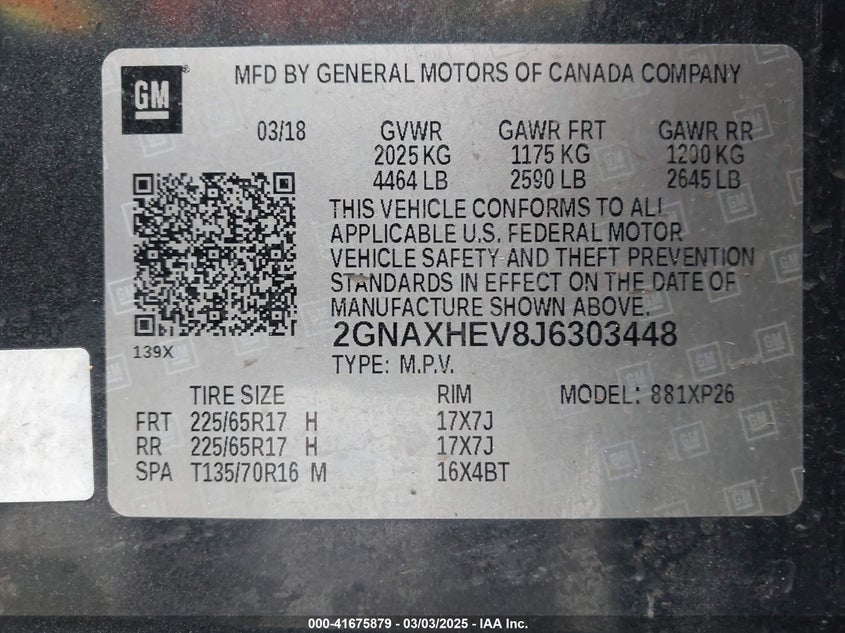 GM
MFD BY GENERAL MOTORS OF CANADA COMPANY
03/18 GVWR GAWR FRT GAWR RR
2025 KG 1175 KG 1200 KG
4464 LB 2590 LB 2645 LB
THIS VEHICLE CONFORMS TO ALL
APPLICABLE U.S. FEDERAL MOTOR
VEHICLE SAFETY AND THEFT PREVENTION
STANDARDS IN EFFECT ON THE DATE OF
MANUFACTURE SHOWN ABOVE.
2GNAXHEV8J6303448
139X
TYPE: M.P.V.
TIRE SIZE RIM MODEL: 881XP26
FRT 225/65R17 H 17X7J
RR 225/65R17 H 17X7J
SPA T135/70R16 M 16X4BT
000-41675879 - 03/03/2025 - IAA Inc.